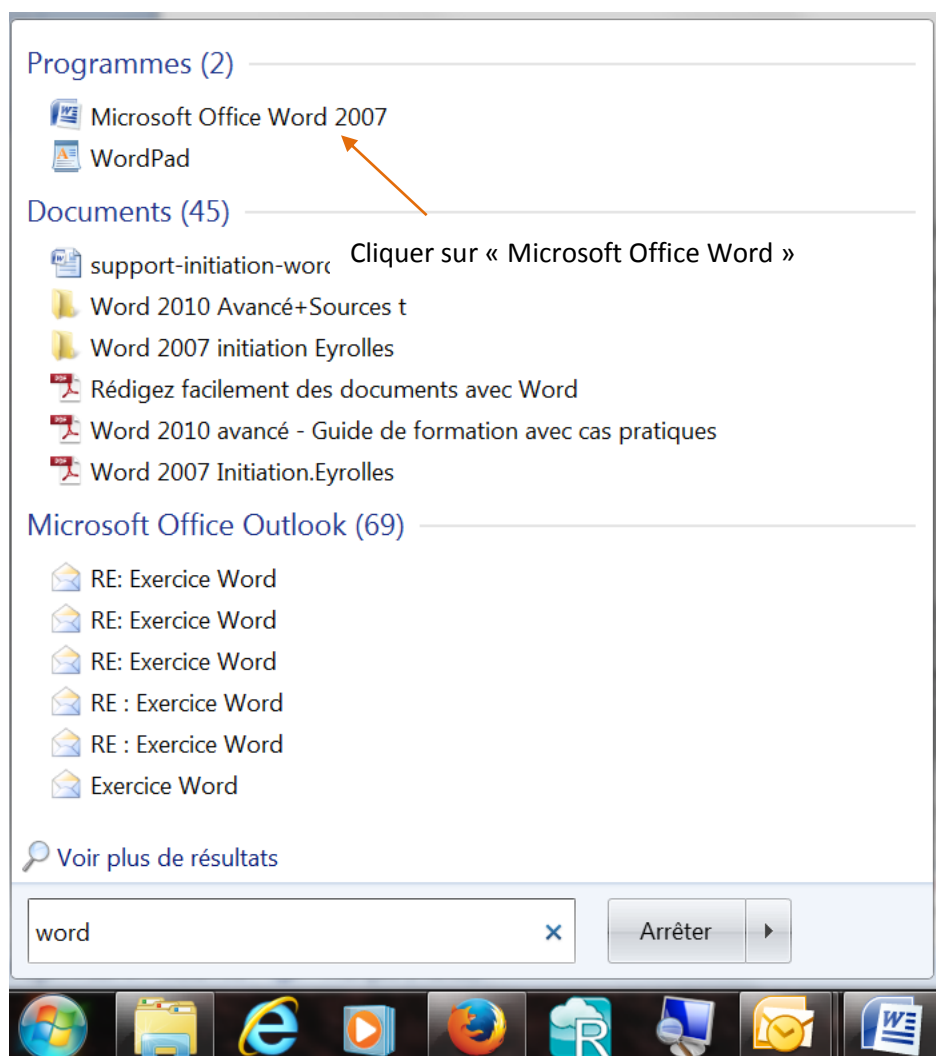 Programmes (2)
Microsoft Office Word 2007
WordPad
Documents (45)
support-initiation-word
Cliquer sur « Microsoft Office Word »
Word 2010 Avancé+Sources t
Word 2007 initiation Eyrolles
Rédigez facilement des documents avec Word
Word 2010 avancé - Guide de formation avec cas pratiques
Word 2007 Initiation.Eyrolles
Microsoft Office Outlook (69)
RE: Exercice Word
RE: Exercice Word
RE: Exercice Word
RE : Exercice Word
RE : Exercice Word
Exercice Word
Voir plus de résultats
word
Arrêter